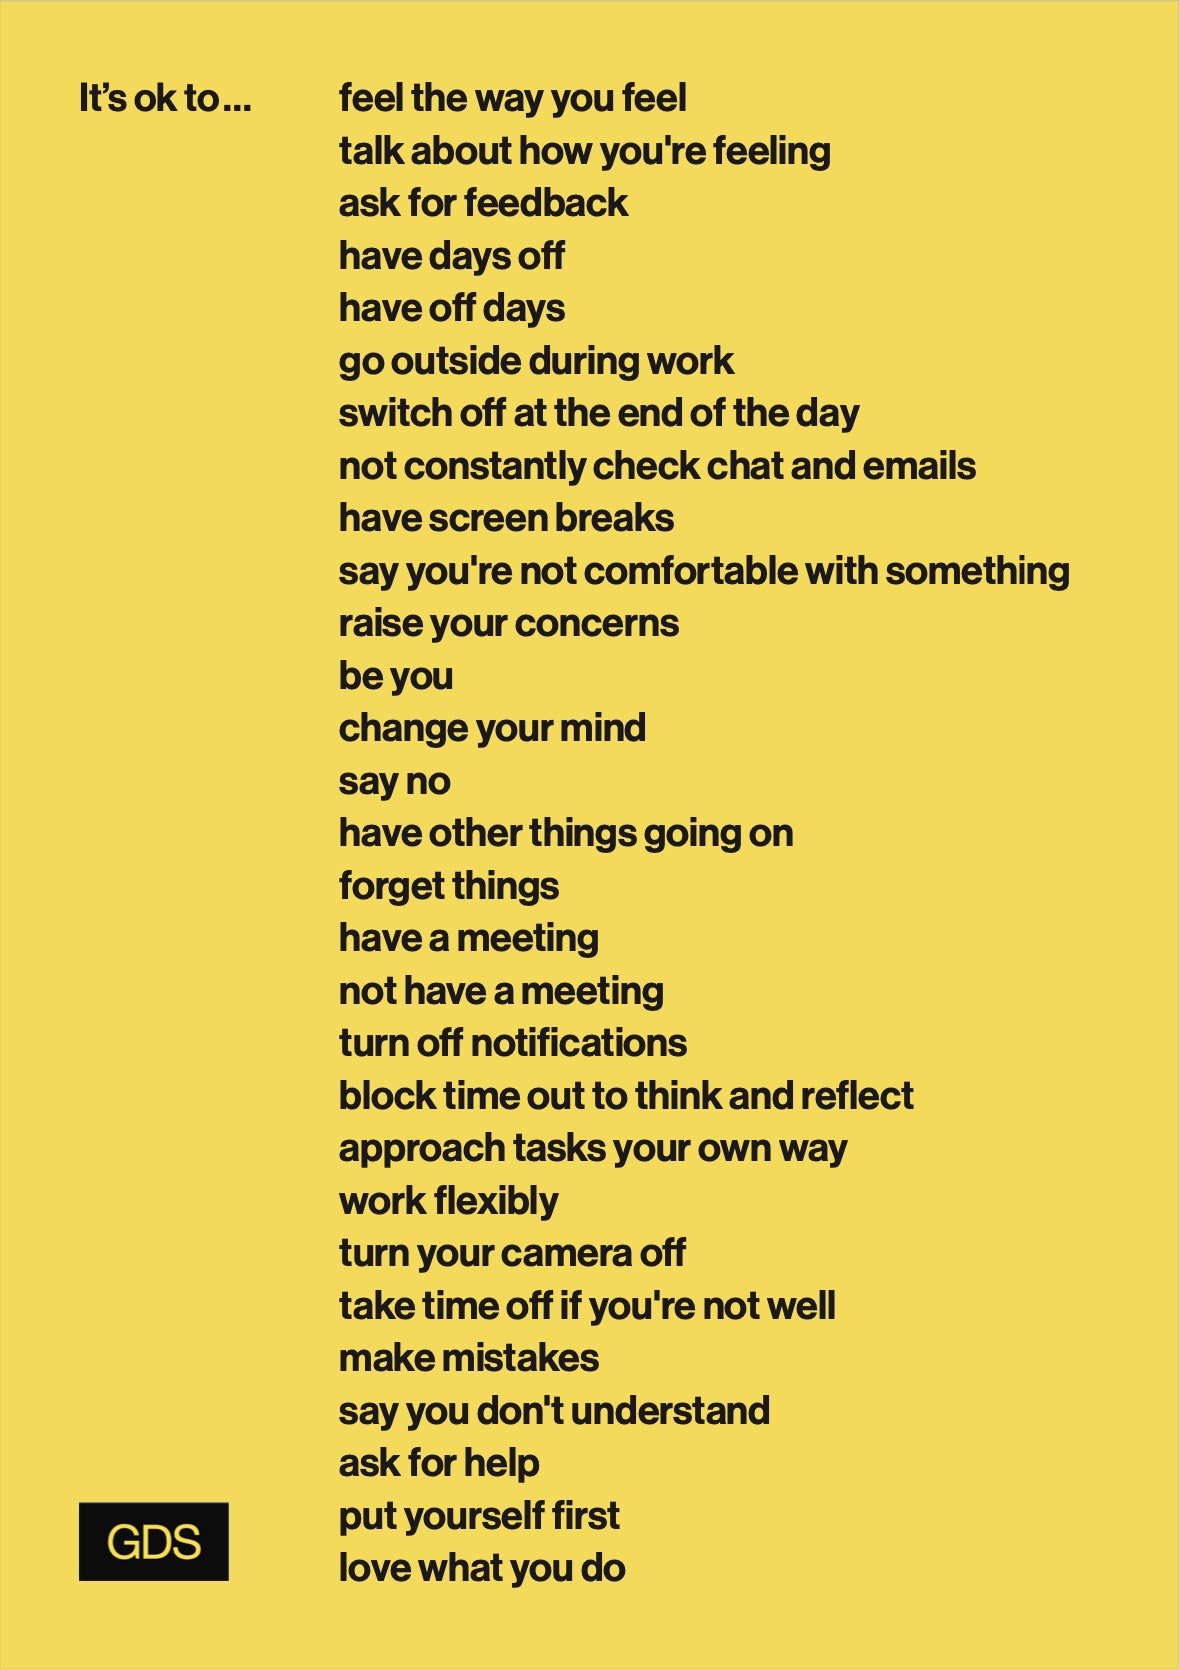 It’s ok to... feel the way you feel
talk about how you're feeling
ask for feedback
have days off
have off days
go outside during work
switch off at the end of the day
not constantly check chat and emails
have screen breaks
say you're not comfortable with something
raise your concerns
be you
change your mind
say no
have other things going on
forget things
have a meeting
not have a meeting
turn off notifications
block time out to think and reflect
approach tasks your own way
work flexibly
turn your camera off
take time off if you're not well
make mistakes
say you don't understand
ask for help
put yourself first
love what you do
GDS